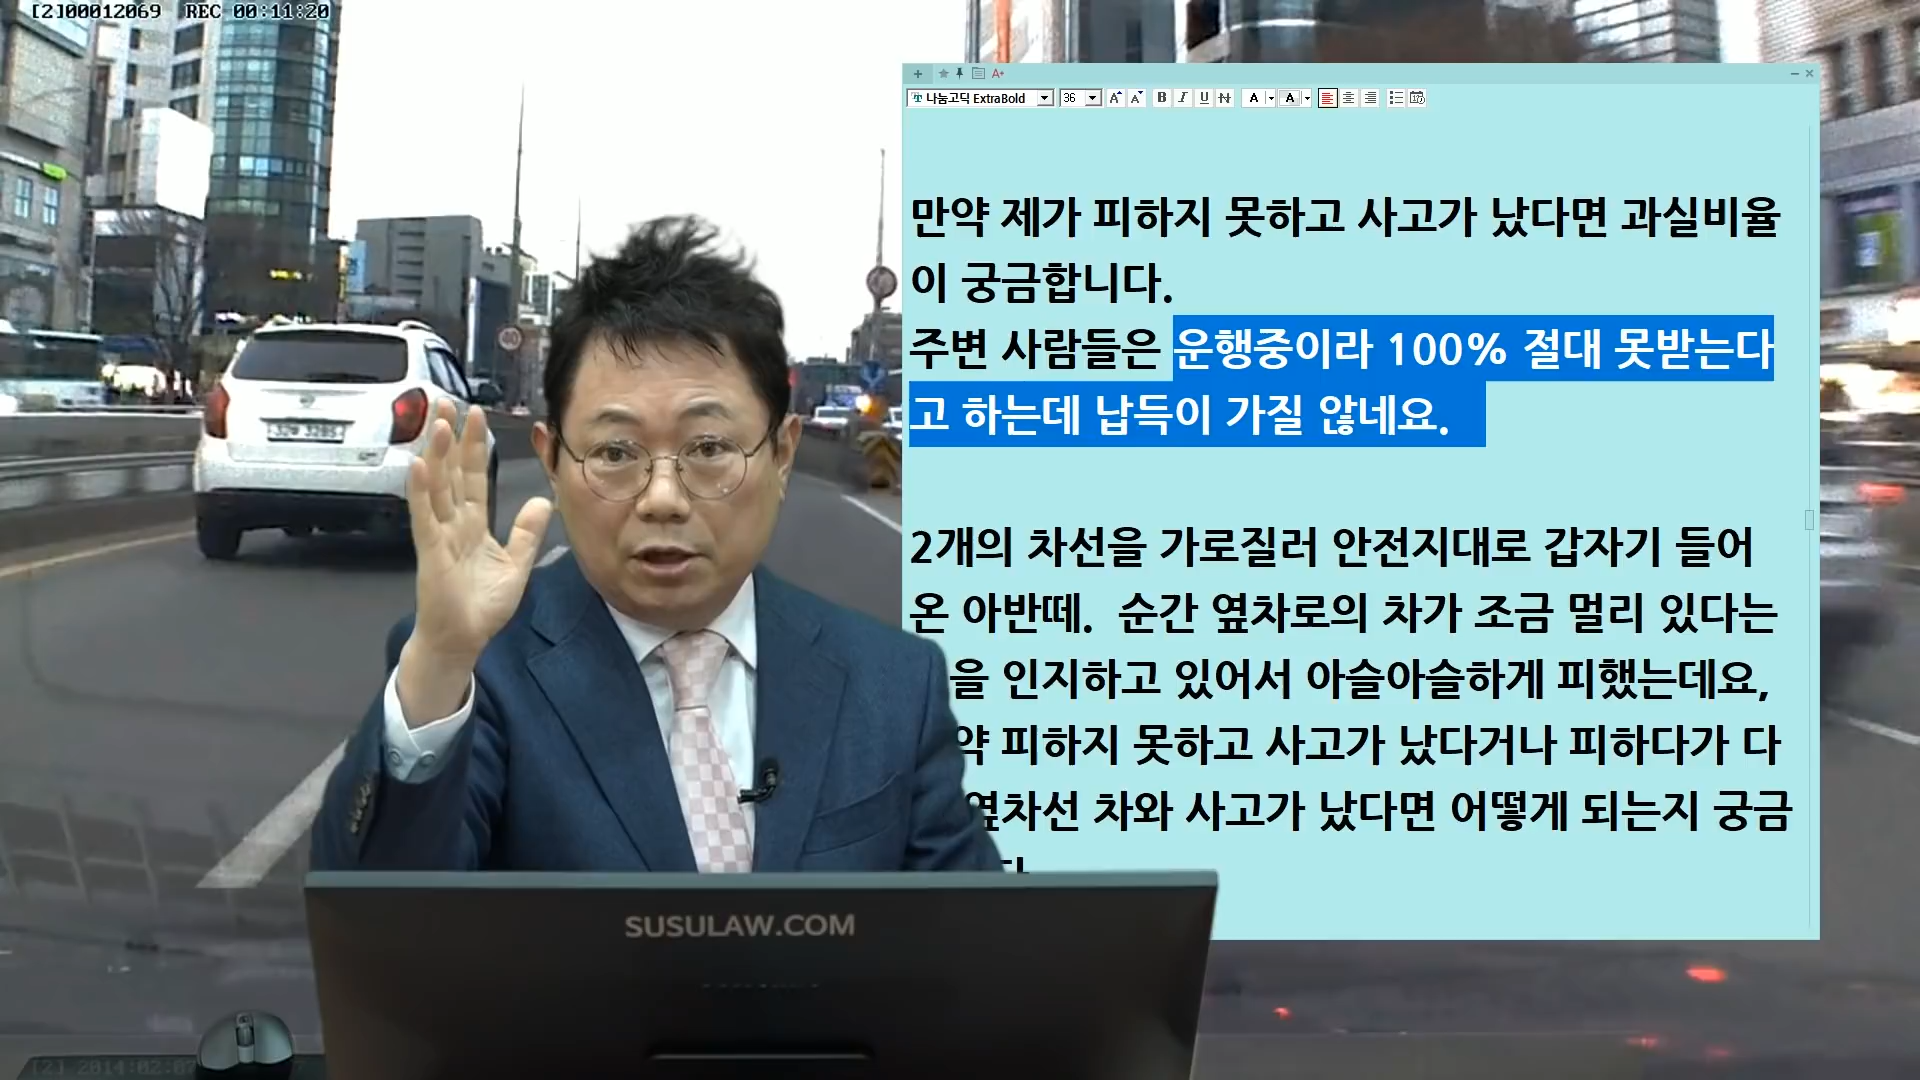 [2]00012069 REC 00:11:20
나눔고딕 ExtraBold 36
만약 제가 피하지 못하고 사고가 났다면 과실비율
이 궁금합니다.
주변 사람들은 운행중이라 100% 절대 못받는다
고 하는데 납득이 가질 않네요.
2개의 차선을 가로질러 안전지대로 갑자기 들어
온 아반떼. 순간 옆차로의 차가 조금 멀리 있다는
을 인지하고 있어서 아슬아슬하게 피했는데요,
약 피하지 못하고 사고가 났다거나 피하다가 다
옆차선 차와 사고가 났다면 어떻게 되는지 궁금
SUSULAW.COM